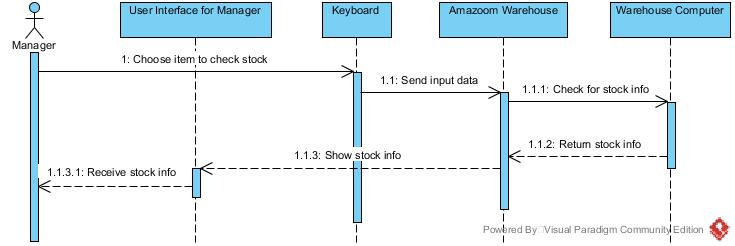 User Interface for Manager
Keyboard
Amazoom Warehouse
Warehouse Computer
Manager
1: Choose item to check stock
1.1: Send input data
1.1.1: Check for stock info
1.1.2: Return stock info
1.1.3: Show stock info
1.1.3.1: Receive stock info
Powered By Visual Paradigm Community Edition